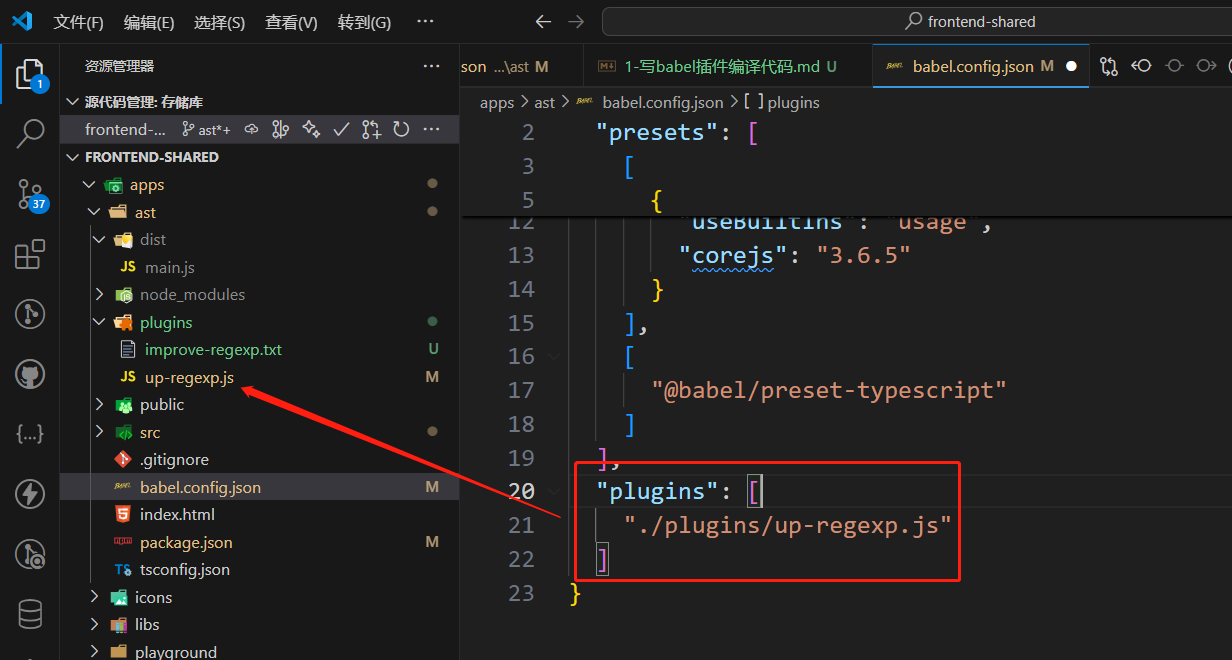 文件(F) 编辑(E) 选择(S) 查看(V) 转到(G) ··· frontend-shared
资源管理器 ···
源代码管理: 存储库
frontend-... ast*+ ···
FRONTEND-SHARED
apps
ast
dist
JS main.js
node_modules
plugins
improve-regexp.txt U
JS up-regexp.js M
public
src
.gitignore
BABEL babel.config.json M
index.html
package.json M
TS tsconfig.json
icons
libs
playground
1
37
son ...\ast M 1-写babel插件编译代码.md U BABEL babel.config.json M
apps > ast > BABEL babel.config.json > [ ] plugins
2 "presets": [
3 [
5 {
12 "useBuiltIns": "usage",
13 "corejs": "3.6.5"
14 }
15 ],
16 [
17 "@babel/preset-typescript"
18 ]
19 ],
20 "plugins": [
21 "./plugins/up-regexp.js"
22 ]
23 }